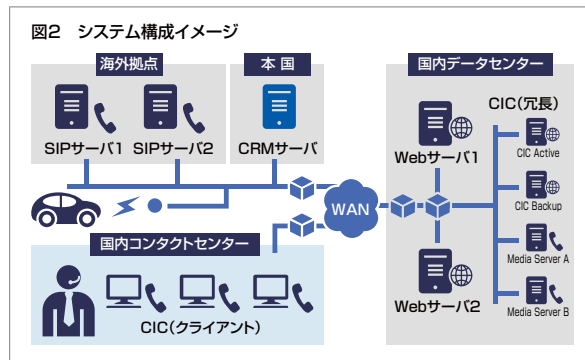 図2 システム構成イメージ
海外拠点
本 国
国内データセンター
SIPサーバ1
SIPサーバ2
CRMサーバ
Webサーバ1
CIC(冗長)
CIC Active
CIC Backup
Media Server A
Media Server B
WAN
Webサーバ2
国内コンタクトセンター
CIC(クライアント)